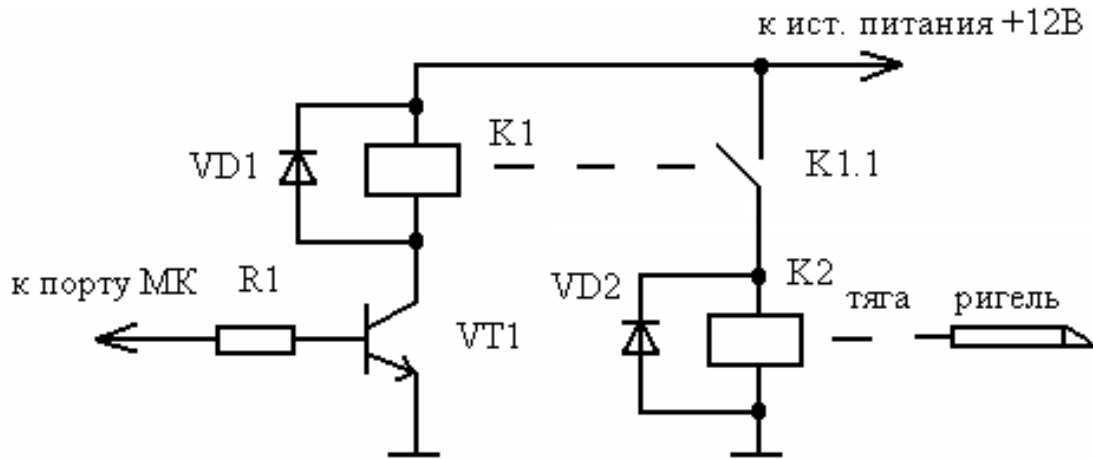 к ист. питания +12В
K1
VD1
K1.1
к порту МК
R1
VD2
K2
тяга
ригель
VT1